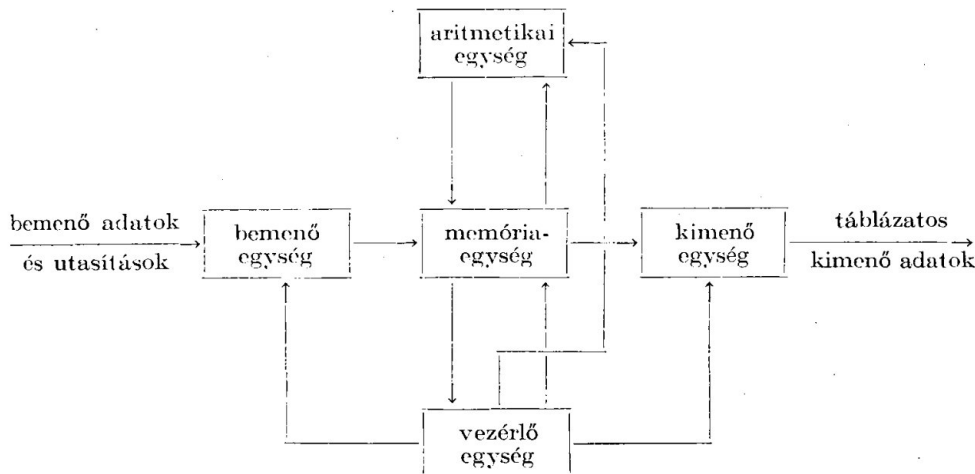 aritmetikai
egység
bemenő adatok
és utasítások
bemenő
egység
memória-
egység
kimenő
egység
táblázatos
kimenő adatok
vezérlő
egység